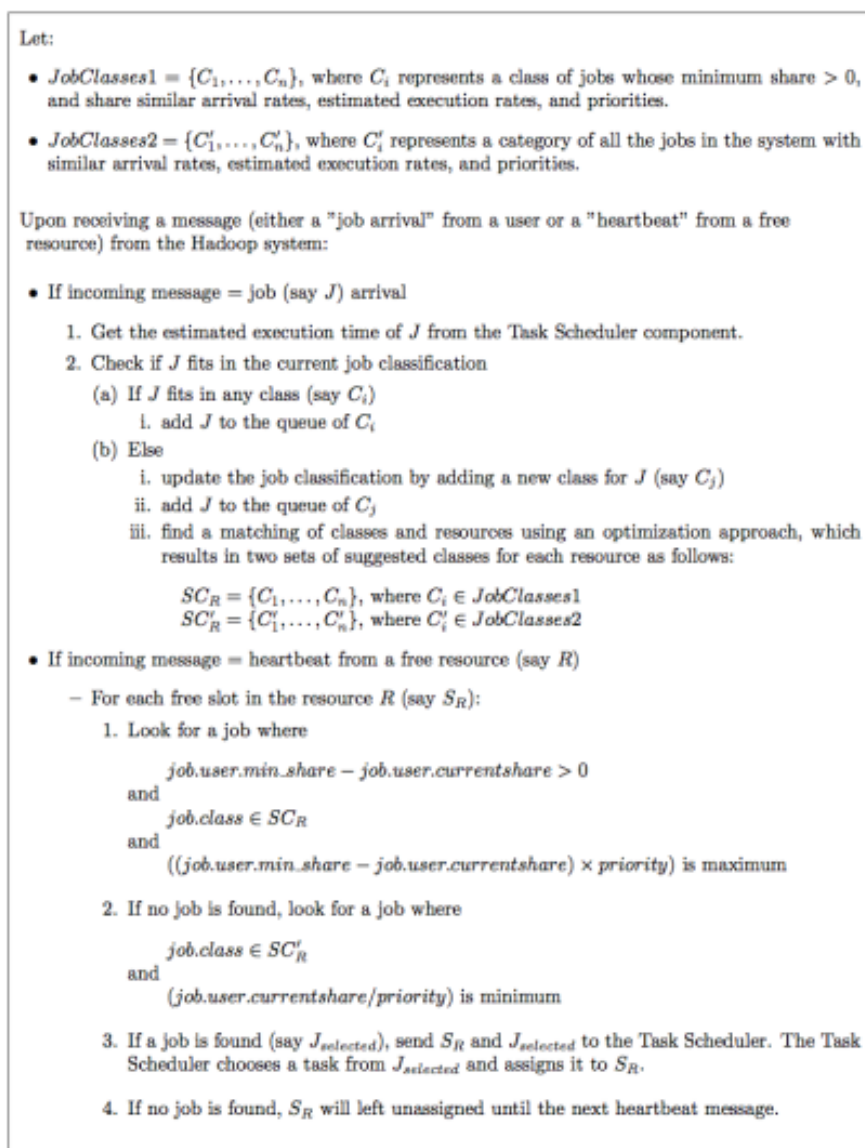 Let:
• JobClasses1 = {C₁, . . . , Cₙ}, where Cᵢ represents a class of jobs whose minimum share > 0,
and share similar arrival rates, estimated execution rates, and priorities.
• JobClasses2 = {C′₁, . . . , C′ₙ}, where C′ᵢ represents a category of all the jobs in the system with
similar arrival rates, estimated execution rates, and priorities.
Upon receiving a message (either a "job arrival" from a user or a "heartbeat" from a free
resource) from the Hadoop system:
• If incoming message = job (say J) arrival
1. Get the estimated execution time of J from the Task Scheduler component.
2. Check if J fits in the current job classification
(a) If J fits in any class (say Cᵢ)
i. add J to the queue of Cᵢ
(b) Else
i. update the job classification by adding a new class for J (say Cⱼ)
ii. add J to the queue of Cⱼ
iii. find a matching of classes and resources using an optimization approach, which
results in two sets of suggested classes for each resource as follows:
SC_R = {C₁, . . . , Cₙ}, where Cᵢ ∈ JobClasses1
SC′_R = {C′₁, . . . , C′ₙ}, where C′ᵢ ∈ JobClasses2
• If incoming message = heartbeat from a free resource (say R)
– For each free slot in the resource R (say S_R):
1. Look for a job where
job.user.min_share − job.user.currentshare > 0
and
job.class ∈ SC_R
and
((job.user.min_share − job.user.currentshare) × priority) is maximum
2. If no job is found, look for a job where
job.class ∈ SC′_R
and
(job.user.currentshare/priority) is minimum
3. If a job is found (say J_selected), send S_R and J_selected to the Task Scheduler. The Task
Scheduler chooses a task from J_selected and assigns it to S_R.
4. If no job is found, S_R will left unassigned until the next heartbeat message.